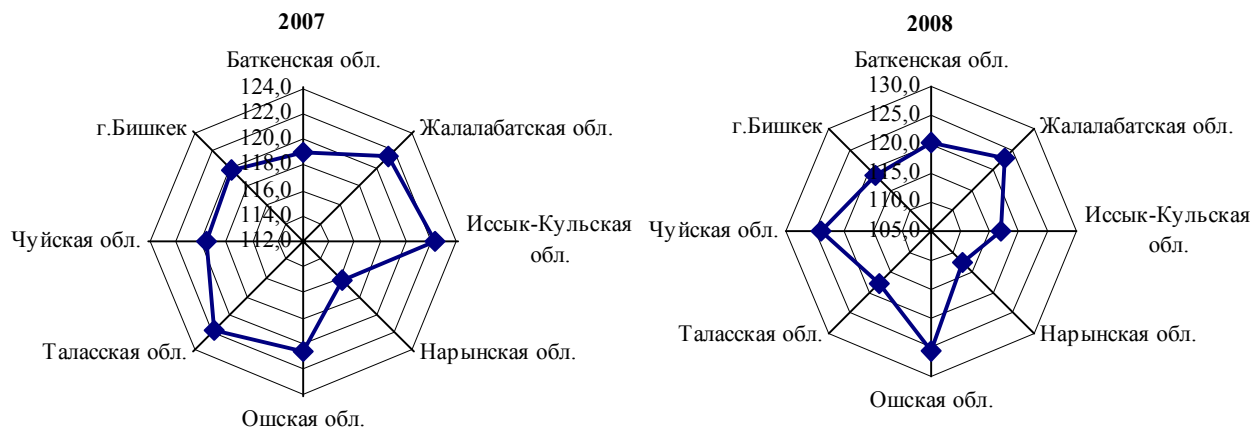 2007
Баткенская обл.
124,0
122,0
120,0
118,0
116,0
114,0
112,0
г.Бишкек
Жалалабатская обл.
Чуйская обл.
Иссык-Кульская
обл.
Таласская обл.
Нарынская обл.
Ошская обл.
2008
Баткенская обл.
130,0
125,0
120,0
115,0
110,0
105,0
г.Бишкек
Жалалабатская обл.
Чуйская обл.
Иссык-Кульская
обл.
Таласская обл.
Нарынская обл.
Ошская обл.